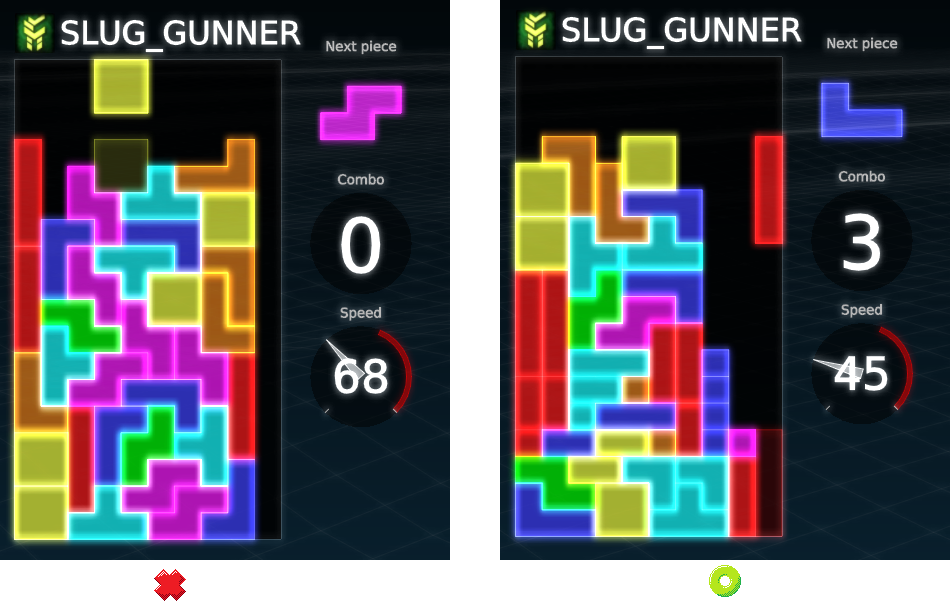 SLUG_GUNNER
Next piece
Combo
0
Speed
68
SLUG_GUNNER
Next piece
Combo
3
Speed
45